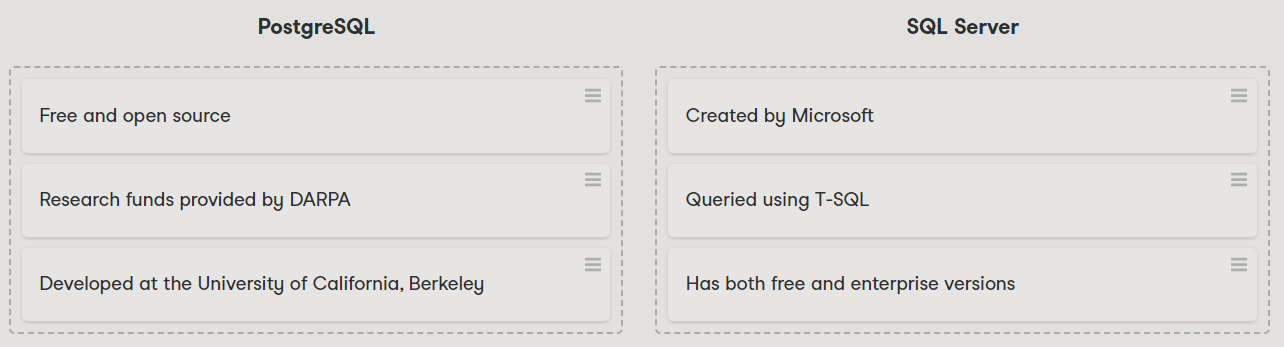 PostgreSQL
Free and open source
Research funds provided by DARPA
Developed at the University of California, Berkeley
SQL Server
Created by Microsoft
Queried using T-SQL
Has both free and enterprise versions